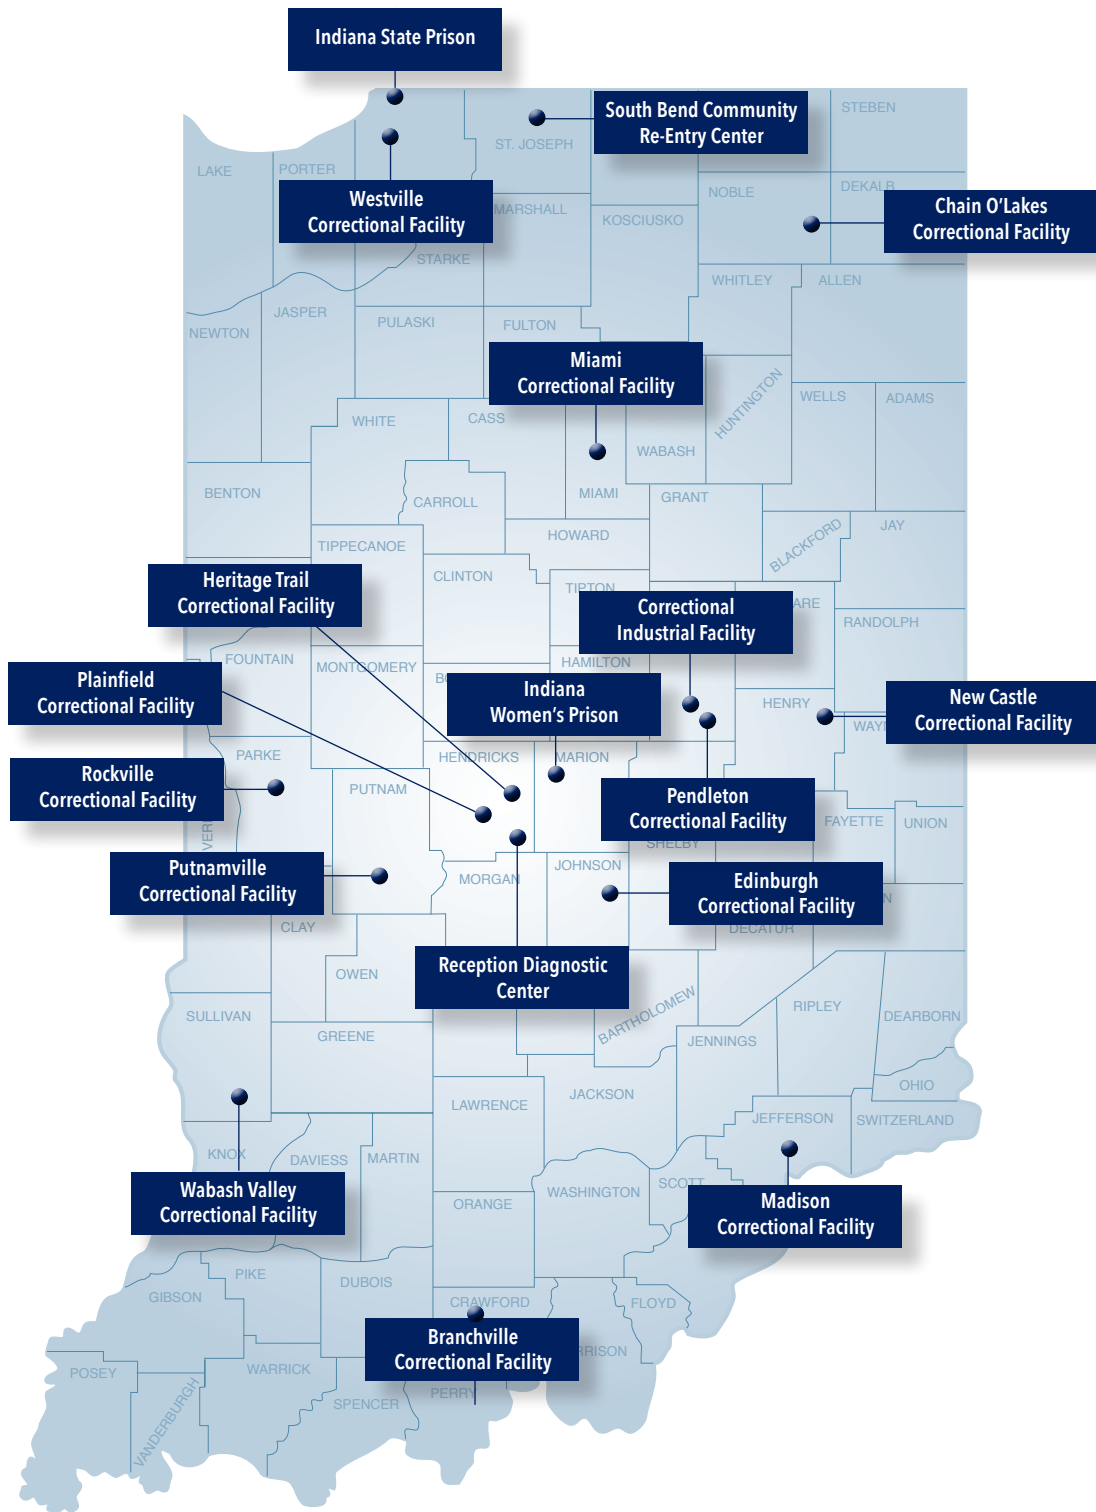 Indiana State Prison
South Bend Community
Re-Entry Center
STEBEN
ST. JOSEPH
LAKE
PORTER
Westville
Correctional Facility
MARSHALL
NOBLE
DEKALB
Chain O'Lakes
Correctional Facility
KOSCIUSKO
STARKE
WHITLEY
ALLEN
JASPER
NEWTON
PULASKI
FULTON
Miami
Correctional Facility
HUNTINGTON
WELLS
ADAMS
WHITE
CASS
WABASH
BENTON
CARROLL
MIAMI
GRANT
HOWARD
BLACKFORD
JAY
TIPPECANOE
CLINTON
TIPTON
Heritage Trail
Correctional Facility
Correctional
Industrial Facility
ARE
RANDOLPH
FOUNTAIN
MONTGOMERY
HAMILTON
Plainfield
Correctional Facility
BO
Indiana
Women's Prison
HENRY
New Castle
Correctional Facility
WAYN
PARKE
HENDRICKS
MARION
Rockville
Correctional Facility
PUTNAM
Pendleton
Correctional Facility
VER
FAYETTE
UNION
SHELBY
Putnamville
Correctional Facility
MORGAN
JOHNSON
Edinburgh
Correctional Facility
N
CLAY
DECATUR
OWEN
Reception Diagnostic
Center
BARTHOLOMEW
RIPLEY
SULLIVAN
DEARBORN
GREENE
JENNINGS
OHIO
LAWRENCE
JACKSON
JEFFERSON
SWITZERLAND
KNOX
DAVIESS
MARTIN
Wabash Valley
Correctional Facility
ORANGE
WASHINGTON
SCOTT
Madison
Correctional Facility
PIKE
DUBOIS
GIBSON
CRAWFORD
FLOYD
Branchville
Correctional Facility
RRISON
POSEY
WARRICK
VANDERBURGH
SPENCER
PERRY